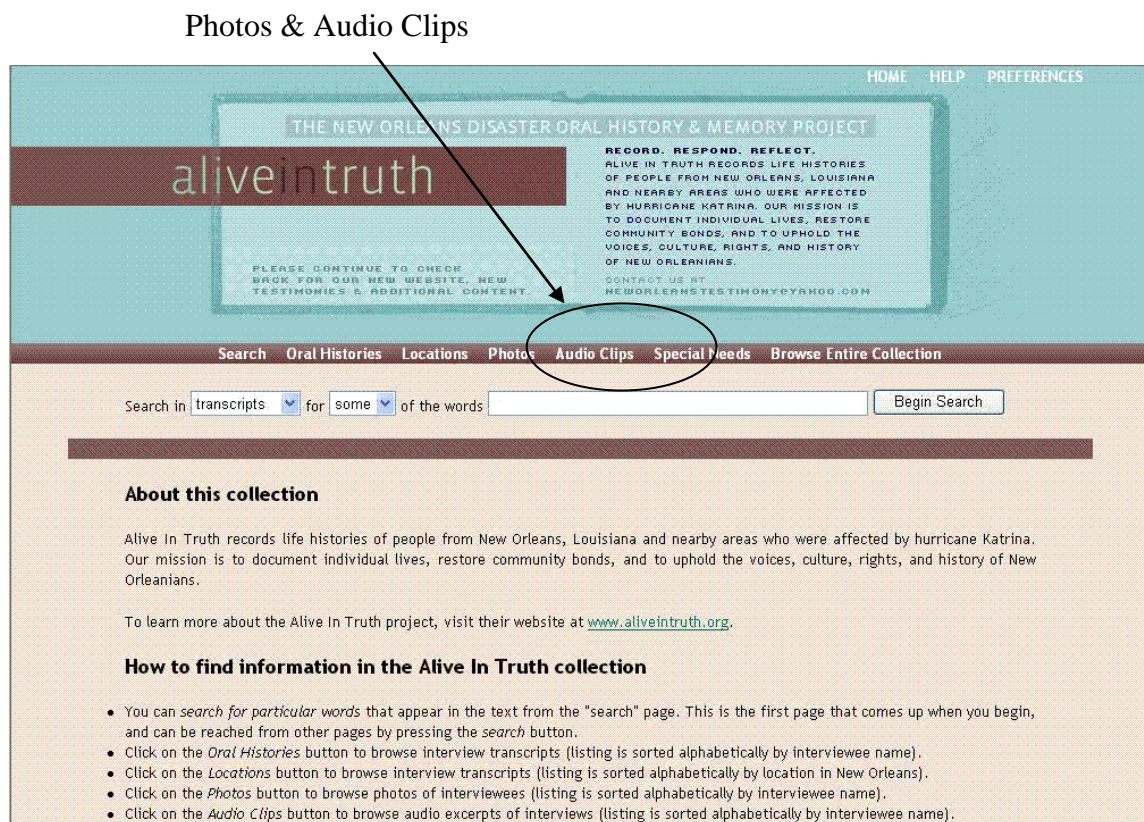 Photos & Audio Clips
HOME HELP PREFERENCES
THE NEW ORLEANS DISASTER ORAL HISTORY & MEMORY PROJECT
aliveintruth
RECORD. RESPOND. REFLECT.
ALIVE IN TRUTH RECORDS LIFE HISTORIES
OF PEOPLE FROM NEW ORLEANS, LOUISIANA
AND NEARBY AREAS WHO WERE AFFECTED
BY HURRICANE KATRINA. OUR MISSION IS
TO DOCUMENT INDIVIDUAL LIVES, RESTORE
COMMUNITY BONDS, AND TO UPHOLD THE
VOICES, CULTURE, RIGHTS, AND HISTORY
OF NEW ORLEANIANS.
PLEASE CONTINUE TO CHECK
BACK FOR OUR NEW WEBSITE, NEW
TESTIMONIES & ADDITIONAL CONTENT.
CONTACT US AT
NEWORLEANSTESTIMONY@YAHOO.COM
Search Oral Histories Locations Photos Audio Clips Special Needs Browse Entire Collection
Search in transcripts for some of the words Begin Search
About this collection
Alive In Truth records life histories of people from New Orleans, Louisiana and nearby areas who were affected by hurricane Katrina.
Our mission is to document individual lives, restore community bonds, and to uphold the voices, culture, rights, and history of New
Orleanians.
To learn more about the Alive In Truth project, visit their website at www.aliveintruth.org.
How to find information in the Alive In Truth collection
• You can search for particular words that appear in the text from the "search" page. This is the first page that comes up when you begin,
and can be reached from other pages by pressing the search button.
• Click on the Oral Histories button to browse interview transcripts (listing is sorted alphabetically by interviewee name).
• Click on the Locations button to browse interview transcripts (listing is sorted alphabetically by location in New Orleans).
• Click on the Photos button to browse photos of interviewees (listing is sorted alphabetically by interviewee name).
• Click on the Audio Clips button to browse audio excerpts of interviews (listing is sorted alphabetically by interviewee name).